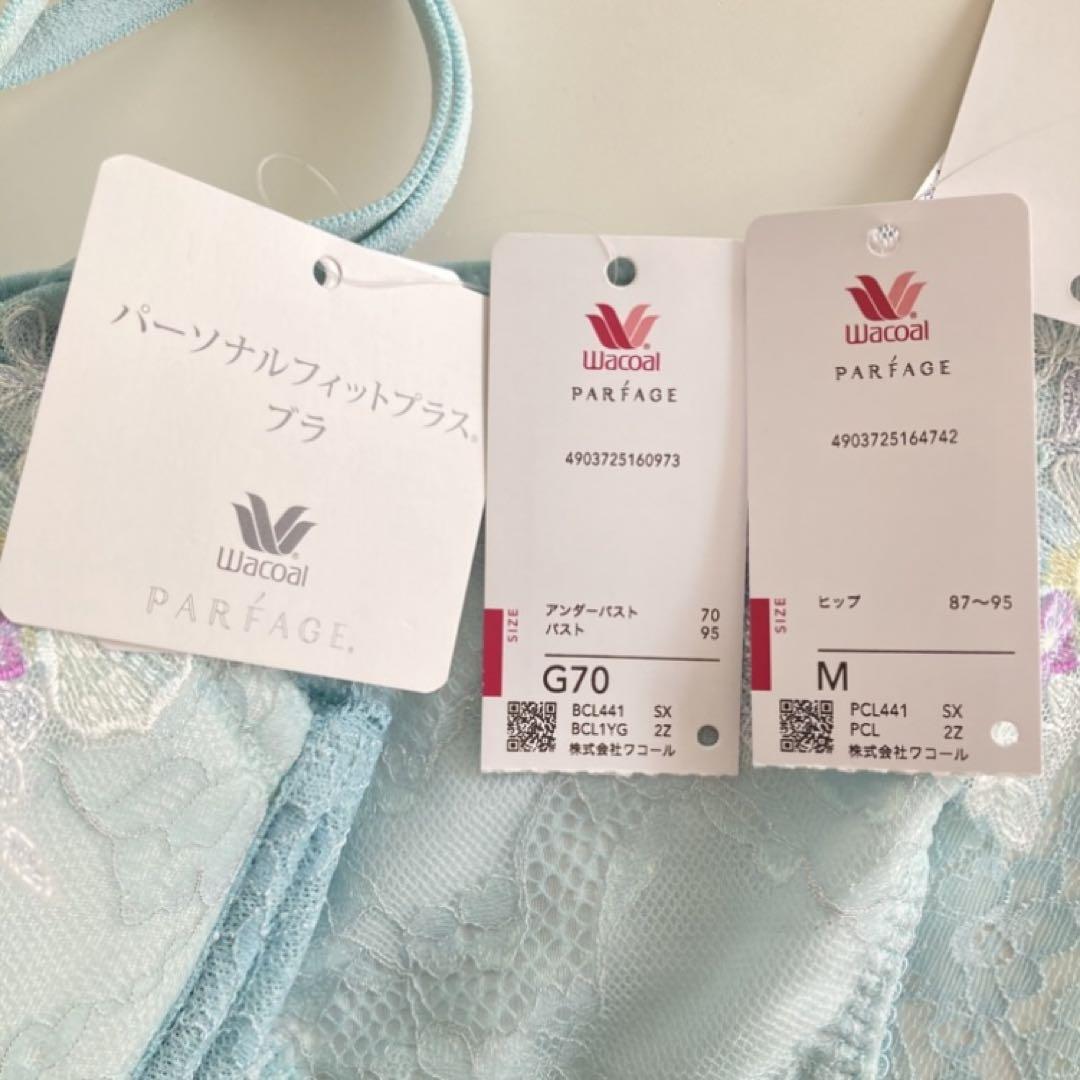 パーソナルフィットプラス®
ブラ
Wacoal®
PARFÁGE®
Wacoal®
PARFÁGE
4903725160973
SIZE
アンダーバスト 70
バスト 95
G70
BCL441 SX
BCL1YG 2Z
株式会社ワコール
Wacoal®
PARFÁGE
4903725164742
SIZE
ヒップ 87〜95
M
PCL441 SX
PCL 2Z
株式会社ワコール